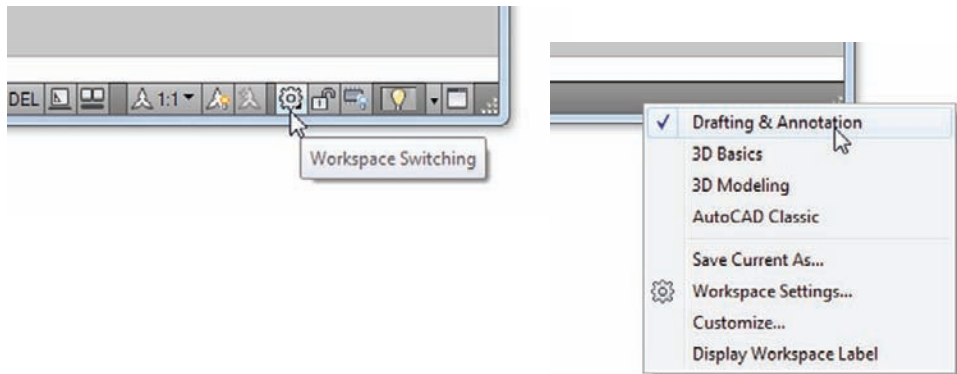 DEL 1:1
Workspace Switching
Drafting & Annotation
3D Basics
3D Modeling
AutoCAD Classic
Save Current As...
Workspace Settings...
Customize...
Display Workspace Label